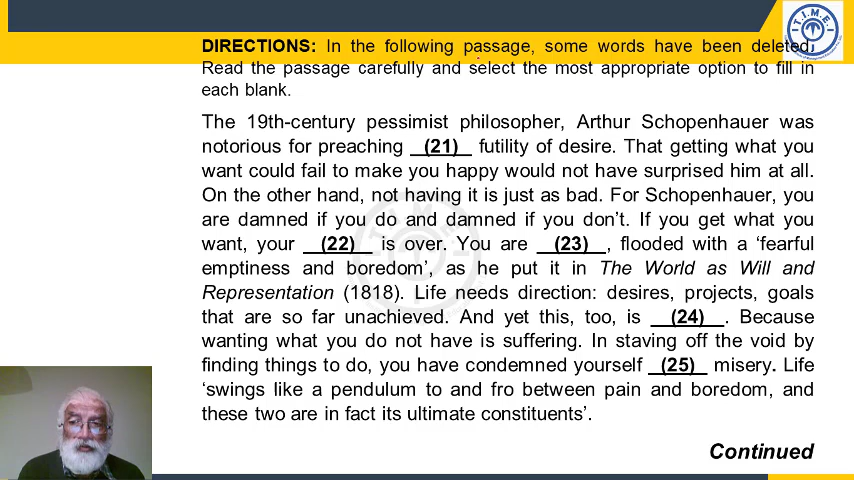 T.I.M.E.
DIRECTIONS: In the following passage, some words have been deleted.
Read the passage carefully and select the most appropriate option to fill in
each blank.
The 19th-century pessimist philosopher, Arthur Schopenhauer was
notorious for preaching (21) futility of desire. That getting what you
want could fail to make you happy would not have surprised him at all.
On the other hand, not having it is just as bad. For Schopenhauer, you
are damned if you do and damned if you don’t. If you get what you
want, your (22) is over. You are (23) , flooded with a ‘fearful
emptiness and boredom’, as he put it in The World as Will and
Representation (1818). Life needs direction: desires, projects, goals
that are so far unachieved. And yet this, too, is (24) . Because
wanting what you do not have is suffering. In staving off the void by
finding things to do, you have condemned yourself (25) misery. Life
‘swings like a pendulum to and fro between pain and boredom, and
these two are in fact its ultimate constituents’.
Continued